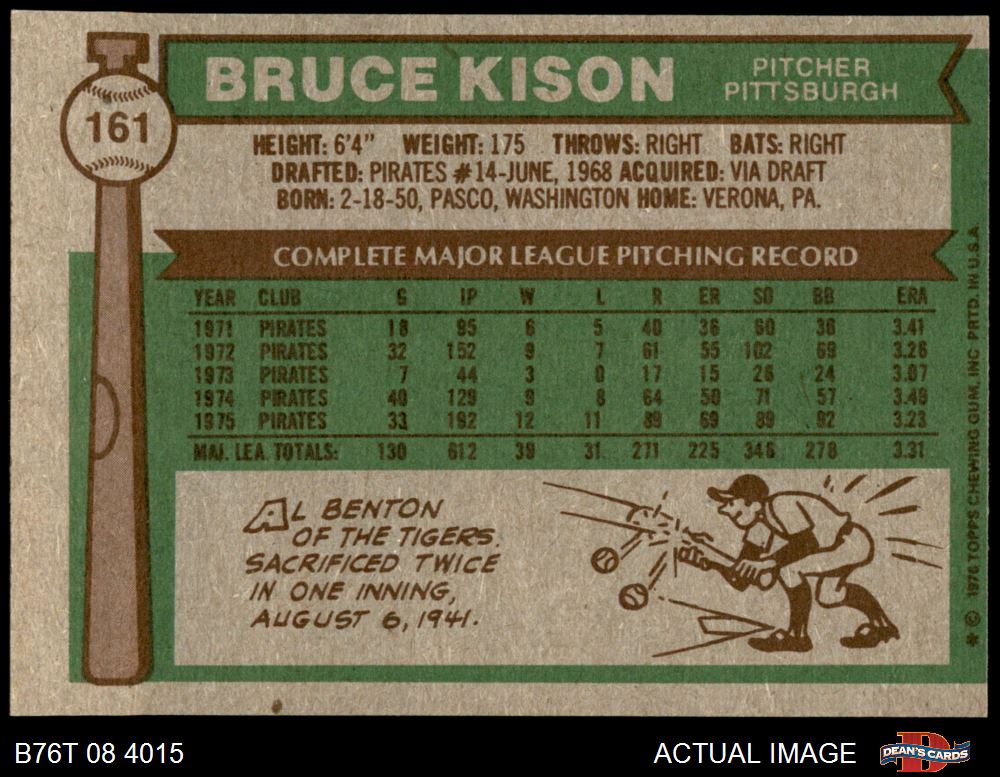 161
BRUCE KISON
PITCHER
PITTSBURGH
HEIGHT: 6'4" WEIGHT: 175 THROWS: RIGHT BATS: RIGHT
DRAFTED: PIRATES #14-JUNE, 1968 ACQUIRED: VIA DRAFT
BORN: 2-18-50, PASCO, WASHINGTON HOME: VERONA, PA.
COMPLETE MAJOR LEAGUE PITCHING RECORD
YEAR CLUB G IP W L R ER SO BB ERA
1971 PIRATES 18 95 6 5 40 36 60 36 3.41
1972 PIRATES 32 152 9 7 61 55 102 69 3.26
1973 PIRATES 7 44 3 0 17 15 26 24 3.07
1974 PIRATES 40 129 9 8 64 50 71 57 3.49
1975 PIRATES 33 192 12 11 89 69 89 92 3.23
MAJ. LEA. TOTALS: 130 612 39 31 271 225 346 278 3.31
AL BENTON
OF THE TIGERS
SACRIFICED TWICE
IN ONE INNING,
AUGUST 6, 1941.
* © 1976 TOPPS CHEWING GUM, INC. PRTD. IN U.S.A.
B76T 08 4015
ACTUAL IMAGE
DEAN'S CARDS